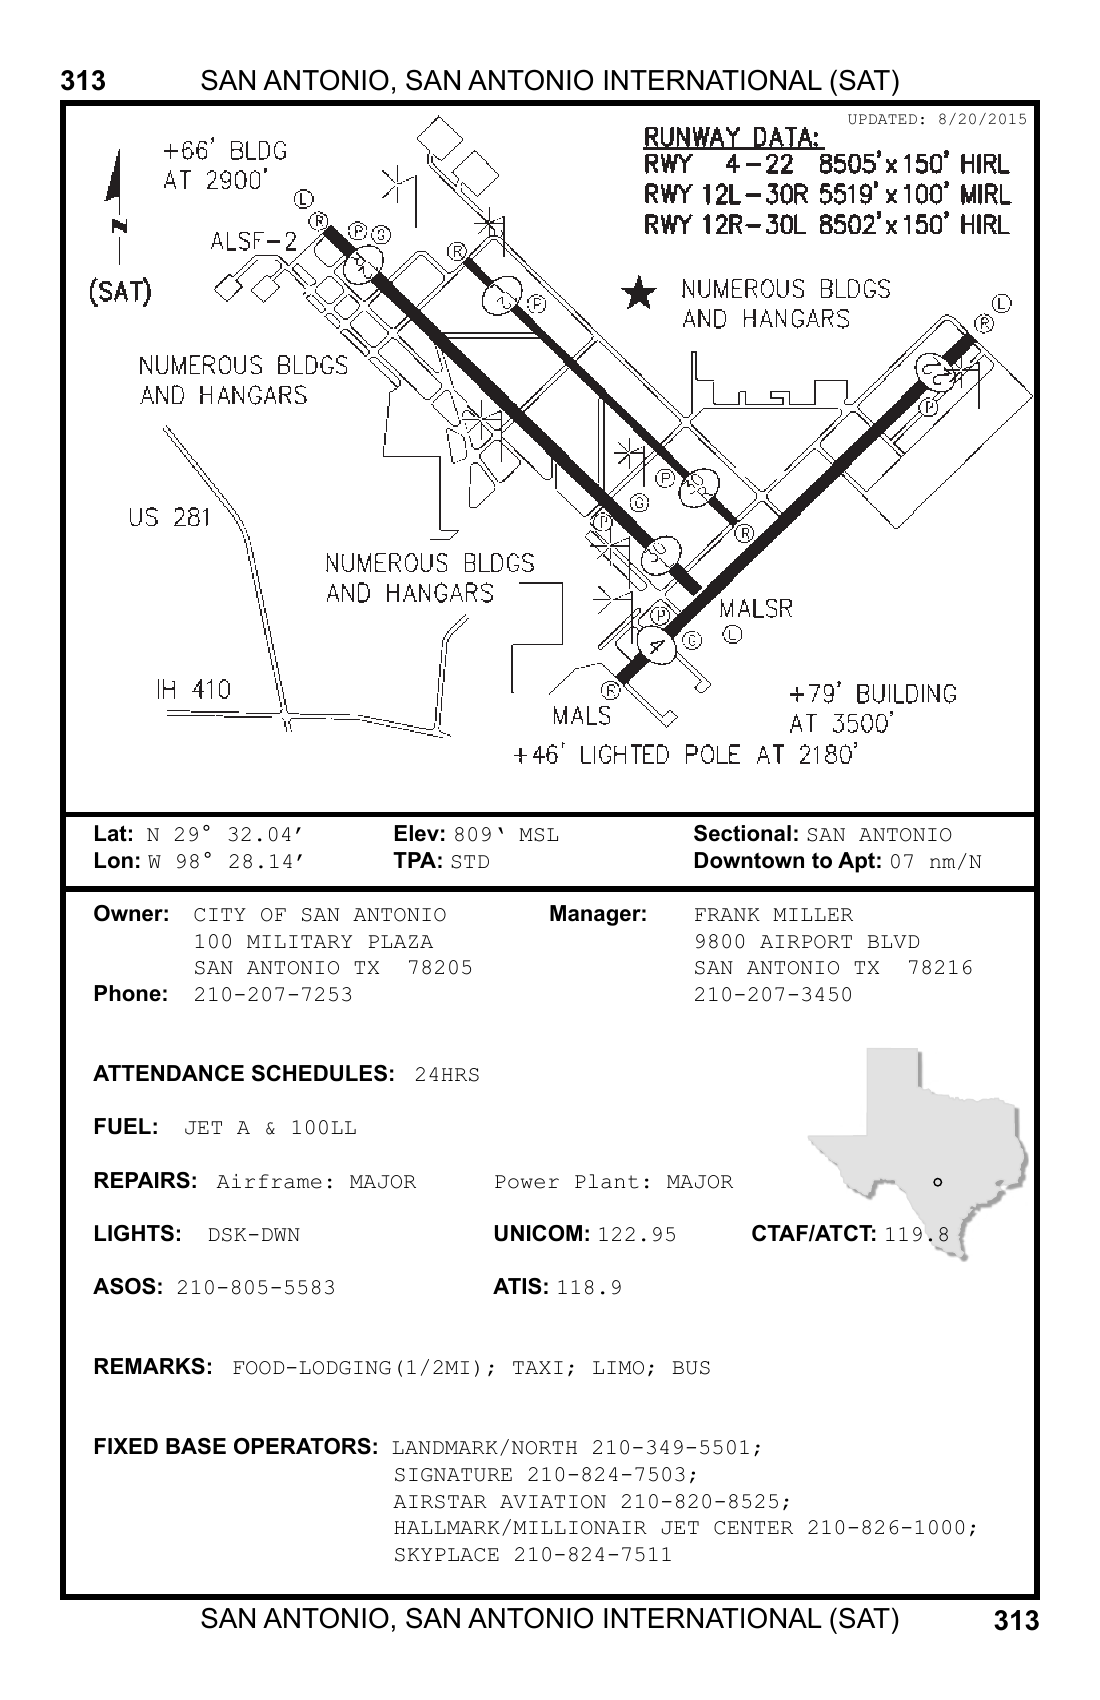 313 SAN ANTONIO, SAN ANTONIO INTERNATIONAL (SAT)
UPDATED: 8/20/2015
RUNWAY DATA:
RWY 4-22 8505'x150' HIRL
RWY 12L-30R 5519'x100' MIRL
RWY 12R-30L 8502'x150' HIRL
+66' BLDG
AT 2900'
N
(SAT)
L
R
P G
ALSF-2
R
P
NUMEROUS BLDGS
AND HANGARS
L
R
P
NUMEROUS BLDGS
AND HANGARS
US 281
P
G
P
R
NUMEROUS BLDGS
AND HANGARS
P
4
G
MALSR
L
IH 410
R
MALS
+79' BUILDING
AT 3500'
+46' LIGHTED POLE AT 2180'
Lat: N 29° 32.04′ Elev: 809‘ MSL Sectional: SAN ANTONIO
Lon: W 98° 28.14′ TPA: STD Downtown to Apt: 07 nm/N
Owner: CITY OF SAN ANTONIO Manager: FRANK MILLER
100 MILITARY PLAZA 9800 AIRPORT BLVD
SAN ANTONIO TX 78205 SAN ANTONIO TX 78216
Phone: 210-207-7253 210-207-3450
ATTENDANCE SCHEDULES: 24HRS
FUEL: JET A & 100LL
REPAIRS: Airframe: MAJOR Power Plant: MAJOR
LIGHTS: DSK-DWN UNICOM: 122.95 CTAF/ATCT: 119.8
ASOS: 210-805-5583 ATIS: 118.9
REMARKS: FOOD-LODGING(1/2MI); TAXI; LIMO; BUS
FIXED BASE OPERATORS: LANDMARK/NORTH 210-349-5501;
SIGNATURE 210-824-7503;
AIRSTAR AVIATION 210-820-8525;
HALLMARK/MILLIONAIR JET CENTER 210-826-1000;
SKYPLACE 210-824-7511
SAN ANTONIO, SAN ANTONIO INTERNATIONAL (SAT) 313